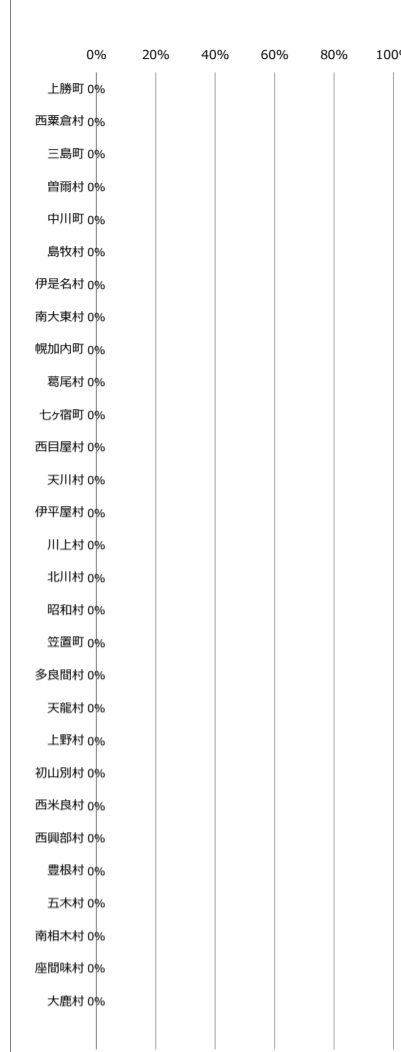 0% 20% 40% 60% 80% 100%
上勝町 0%
西粟倉村 0%
三島町 0%
曽爾村 0%
中川町 0%
島牧村 0%
伊是名村 0%
南大東村 0%
幌加内町 0%
葛尾村 0%
七ヶ宿町 0%
西目屋村 0%
天川村 0%
伊平屋村 0%
川上村 0%
北川村 0%
昭和村 0%
笠置町 0%
多良間村 0%
天龍村 0%
上野村 0%
初山別村 0%
西米良村 0%
西興部村 0%
豊根村 0%
五木村 0%
南相木村 0%
座間味村 0%
大鹿村 0%